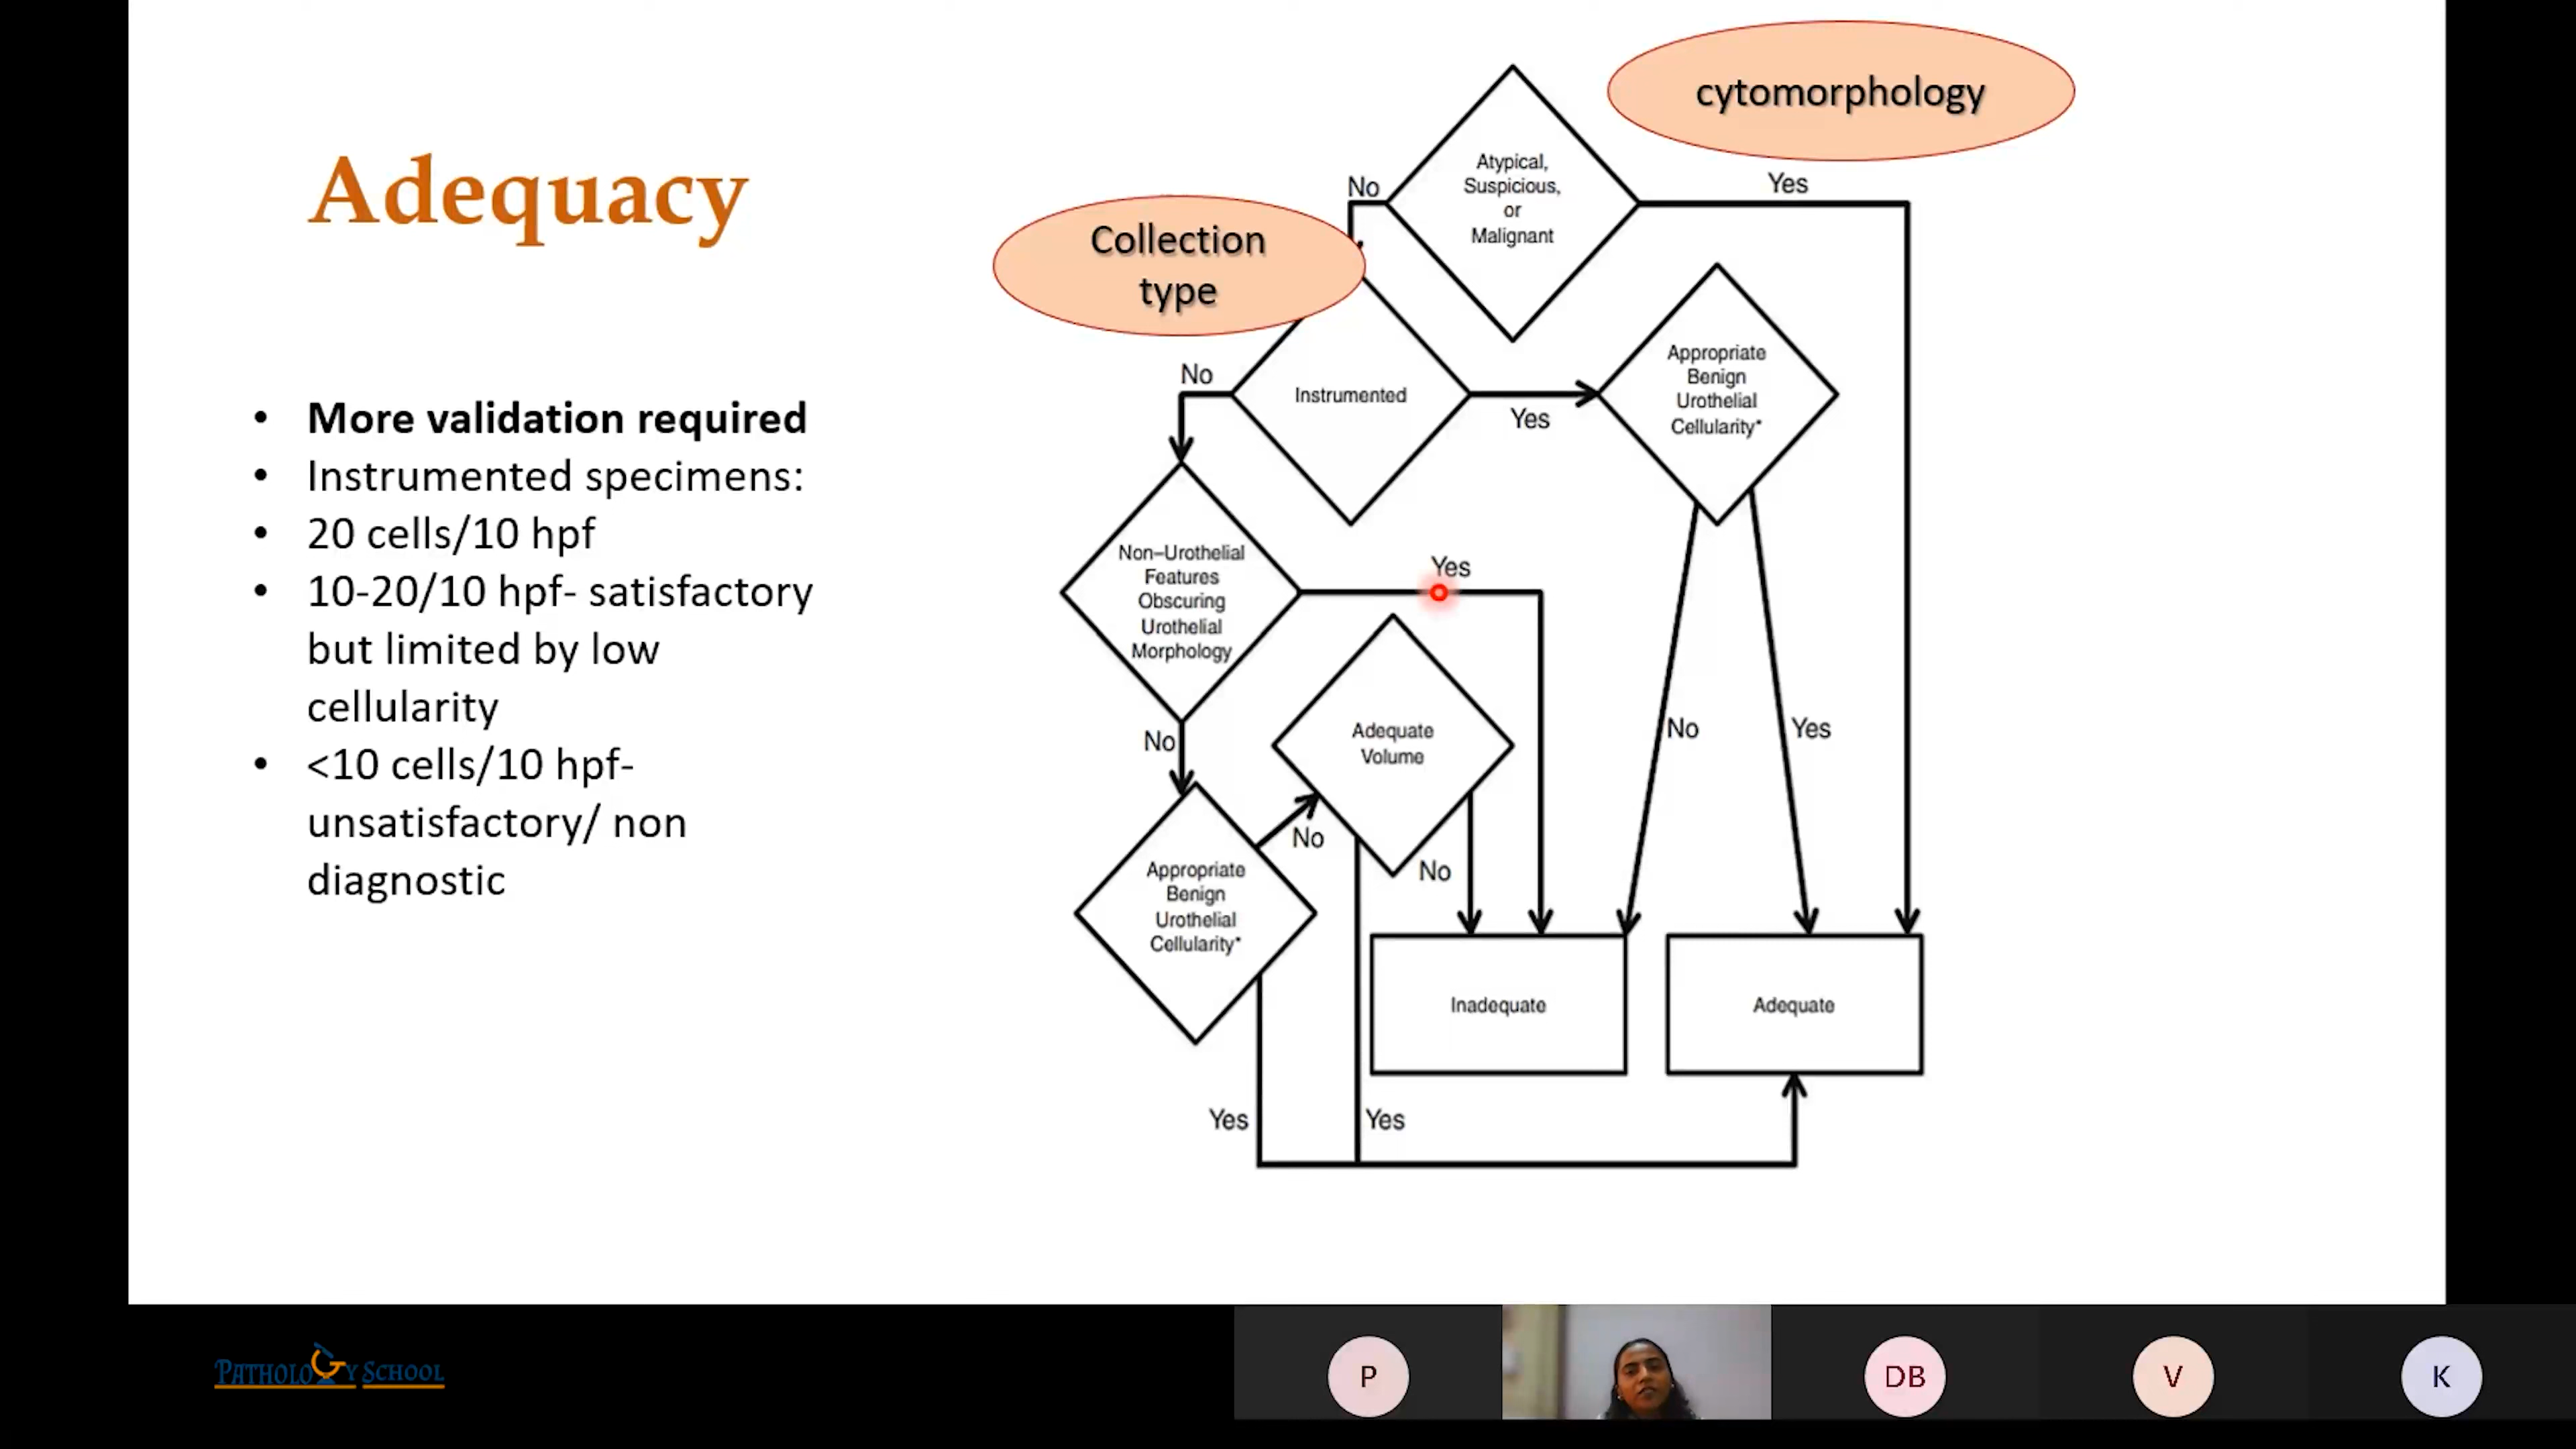 Adequacy
• More validation required
• Instrumented specimens:
• 20 cells/10 hpf
• 10-20/10 hpf- satisfactory
but limited by low
cellularity
• <10 cells/10 hpf-
unsatisfactory/ non
diagnostic
cytomorphology
Collection
type
Atypical,
Suspicious,
or
Malignant
No
Yes
Instrumented
No
Yes
Appropriate
Benign
Urothelial
Cellularity*
No
Yes
Non–Urothelial
Features
Obscuring
Urothelial
Morphology
Yes
No
Adequate
Volume
No
No
Appropriate
Benign
Urothelial
Cellularity*
Yes
Yes
Inadequate
Adequate
PATHOLOGY SCHOOL
P
DB
V
K